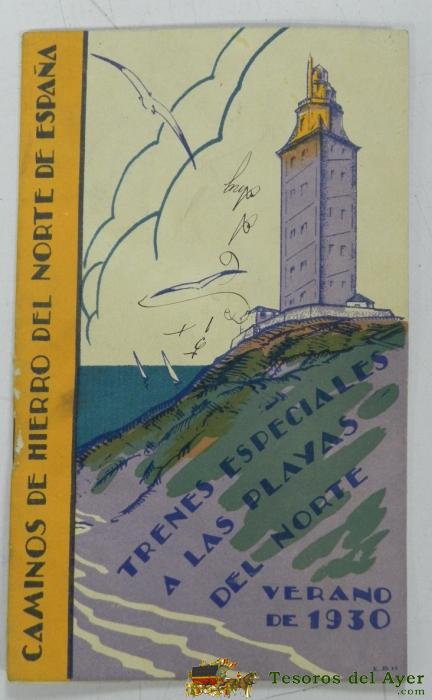 CAMINOS DE HIERRO DEL NORTE DE ESPAÑA
TRENES ESPECIALES
A LAS PLAYAS
DEL NORTE
VERANO
DE 1930
Tesoros del Ayer
.com